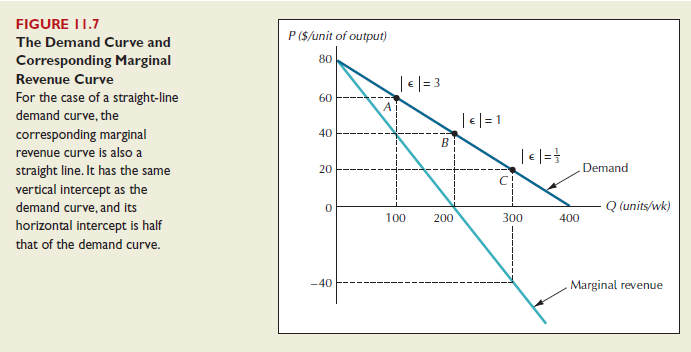 FIGURE 11.7
The Demand Curve and
Corresponding Marginal
Revenue Curve
For the case of a straight-line
demand curve, the
corresponding marginal
revenue curve is also a
straight line. It has the same
vertical intercept as the
demand curve, and its
horizontal intercept is half
that of the demand curve.
P ($/unit of output)
80
|ϵ| = 3
60
A
|ϵ| = 1
40
B
|ϵ| = 1/3
20
C
Demand
0
Q (units/wk)
100 200 300 400
–40
Marginal revenue